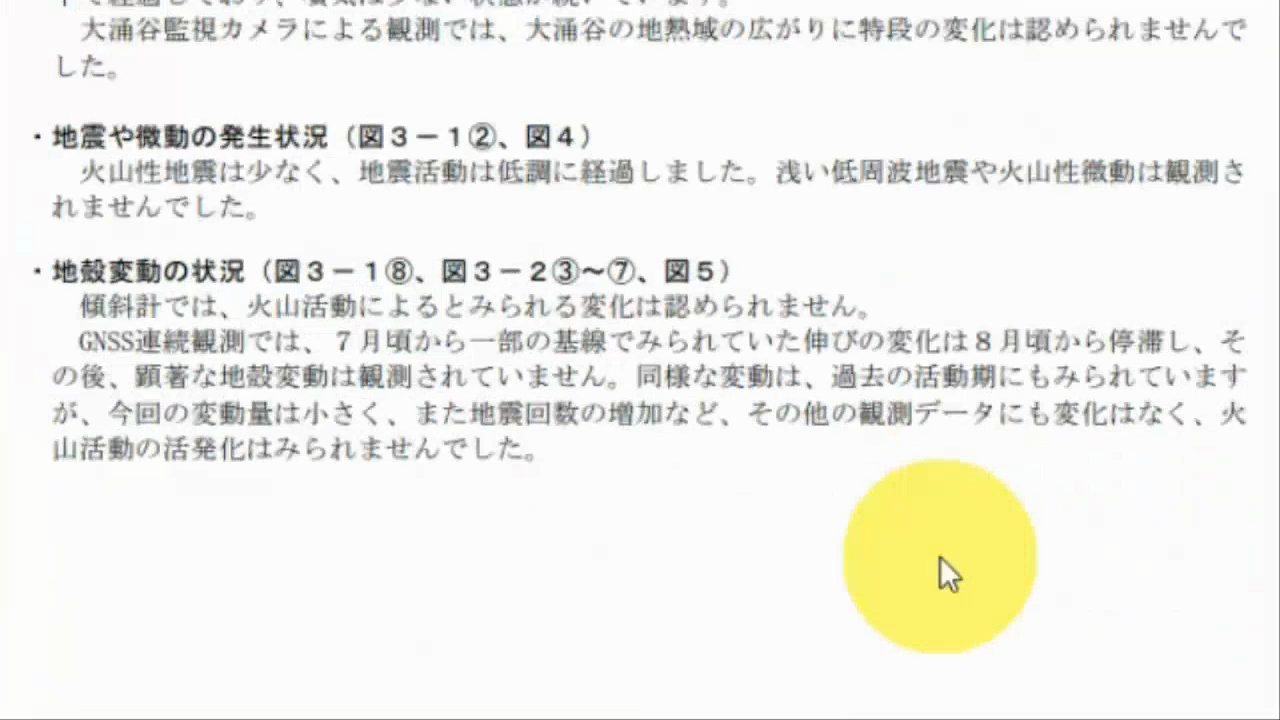 大涌谷監視カメラによる観測では、大涌谷の地熱域の広がりに特段の変化は認められませんで
した。
・地震や微動の発生状況（図３－１②、図４）
火山性地震は少なく、地震活動は低調に経過しました。浅い低周波地震や火山性微動は観測さ
れませんでした。
・地殻変動の状況（図３－１⑧、図３－２③～⑦、図５）
傾斜計では、火山活動によるとみられる変化は認められません。
GNSS連続観測では、７月頃から一部の基線でみられていた伸びの変化は８月頃から停滞し、そ
の後、顕著な地殻変動は観測されていません。同様な変動は、過去の活動期にもみられています
が、今回の変動量は小さく、また地震回数の増加など、その他の観測データにも変化はなく、火
山活動の活発化はみられませんでした。